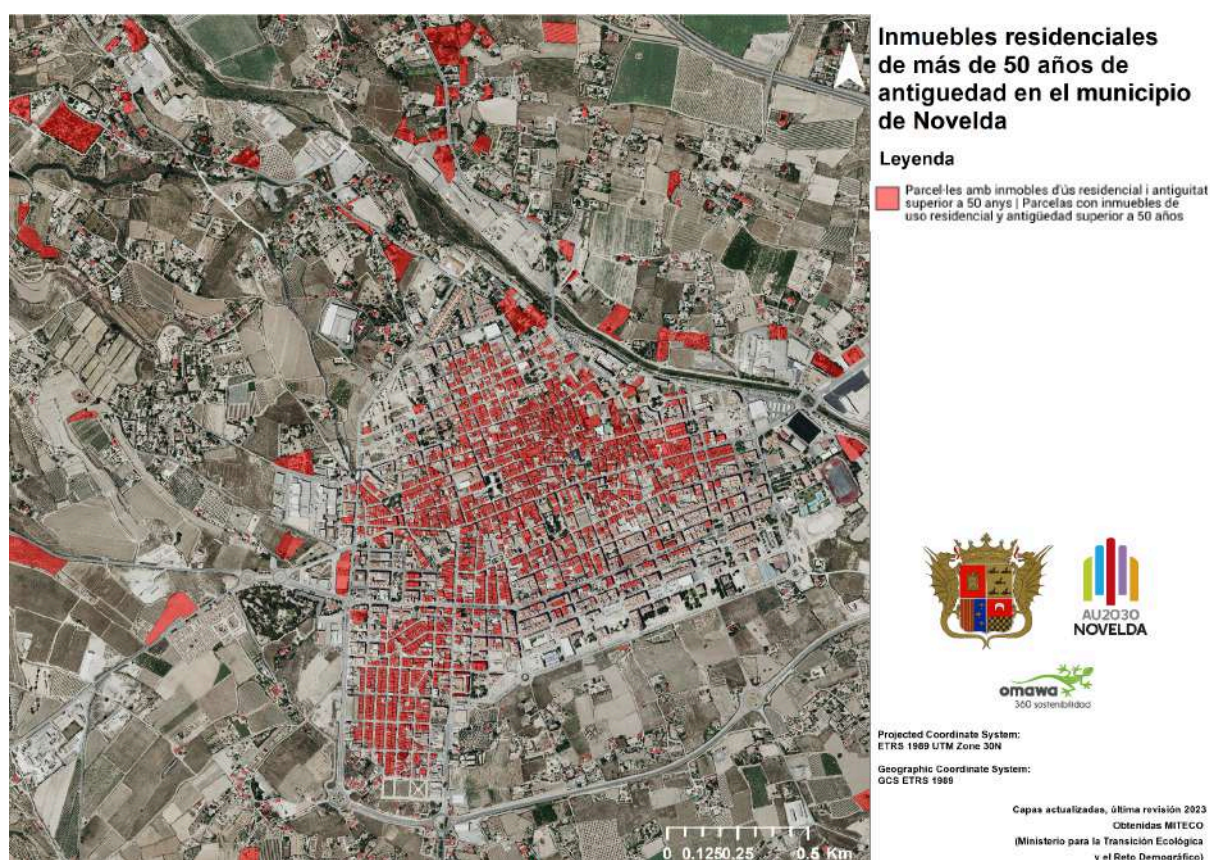 Inmuebles residenciales
de más de 50 años de
antiguedad en el municipio
de Novelda
Leyenda
Parcel·les amb inmobles d'ús residencial i antiguitat
superior a 50 anys | Parcelas con inmuebles de
uso residencial y antigüedad superior a 50 años
AU2030
NOVELDA
omawa
360 sostenibilidad
Projected Coordinate System:
ETRS 1989 UTM Zone 30N
Geographic Coordinate System:
GCS ETRS 1989
Capas actualizadas, última revisión 2023
Obtenidas MITECO
(Ministerio para la Transición Ecológica
y el Reto Demográfico)
0 0.125 0.25 0.5 Km